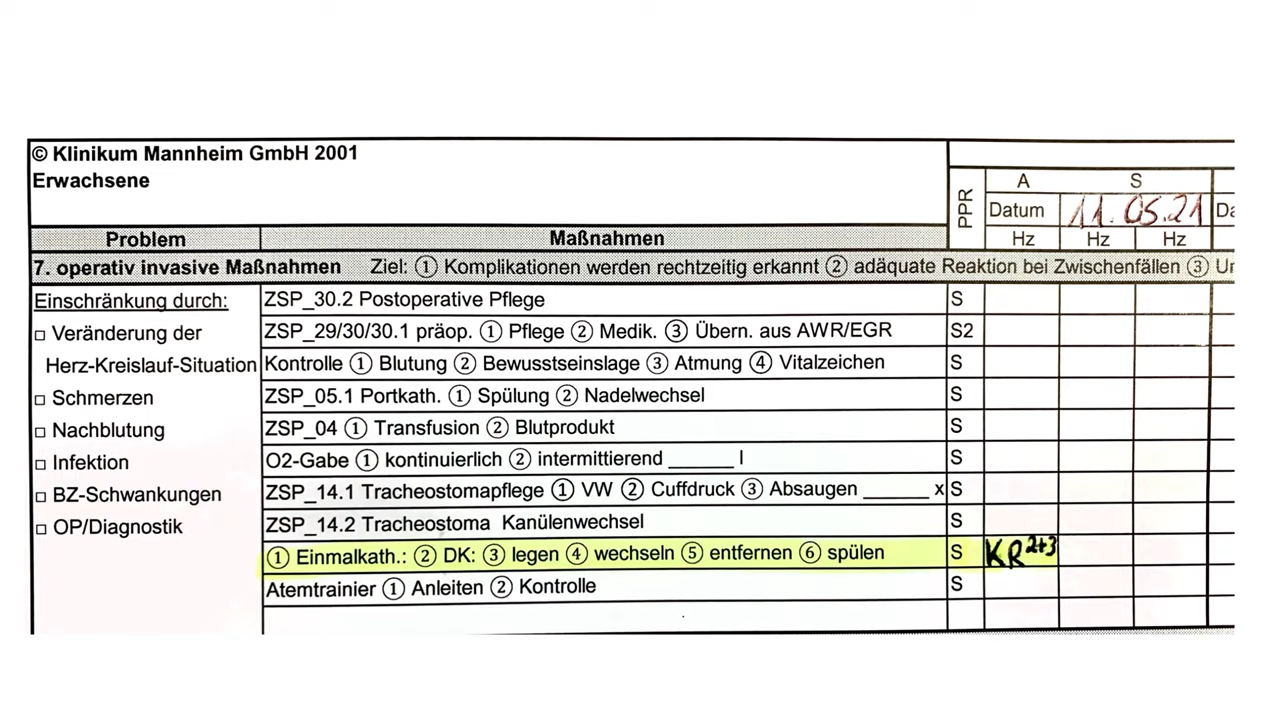 © Klinikum Mannheim GmbH 2001
Erwachsene
PPR
A S
Datum 11.05.21 Da
Problem Maßnahmen Hz Hz Hz
7. operativ invasive Maßnahmen Ziel: ① Komplikationen werden rechtzeitig erkannt ② adäquate Reaktion bei Zwischenfällen ③ Ur
Einschränkung durch: ZSP_30.2 Postoperative Pflege S
□ Veränderung der ZSP_29/30/30.1 präop. ① Pflege ② Medik. ③ Übern. aus AWR/EGR S2
Herz-Kreislauf-Situation Kontrolle ① Blutung ② Bewusstseinslage ③ Atmung ④ Vitalzeichen S
□ Schmerzen ZSP_05.1 Portkath. ① Spülung ② Nadelwechsel S
□ Nachblutung ZSP_04 ① Transfusion ② Blutprodukt S
□ Infektion O2-Gabe ① kontinuierlich ② intermittierend ______ l S
□ BZ-Schwankungen ZSP_14.1 Tracheostomapflege ① VW ② Cuffdruck ③ Absaugen ______ x S
□ OP/Diagnostik ZSP_14.2 Tracheostoma Kanülenwechsel S
① Einmalkath.: ② DK: ③ legen ④ wechseln ⑤ entfernen ⑥ spülen S KR 2+3
Atemtrainier ① Anleiten ② Kontrolle S